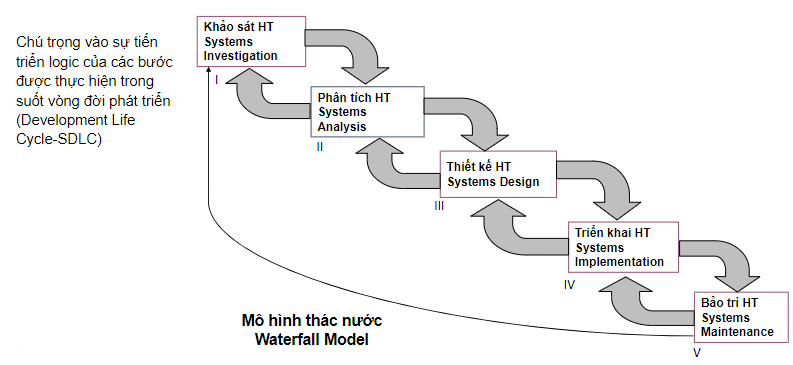 Chú trọng vào sự tiến
triển logic của các bước
được thực hiện trong
suốt vòng đời phát triển
(Development Life
Cycle-SDLC)
Khảo sát HT
Systems
Investigation
I
Phân tích HT
Systems
Analysis
II
Thiết kế HT
Systems Design
III
Triển khai HT
Systems
Implementation
IV
Bảo trì HT
Systems
Maintenance
V
Mô hình thác nước
Waterfall Model